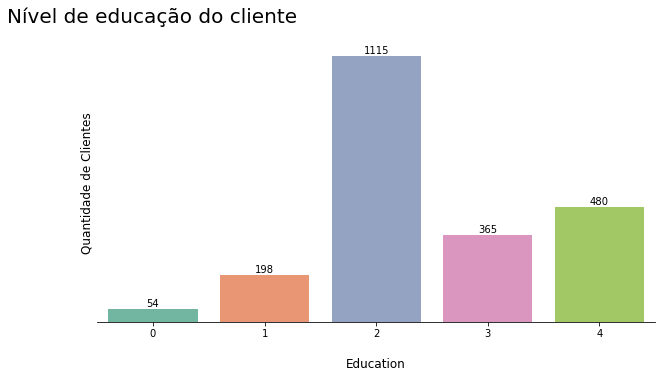 Nível de educação do cliente
Quantidade de Clientes
1115
480
365
198
54
0 1 2 3 4
Education